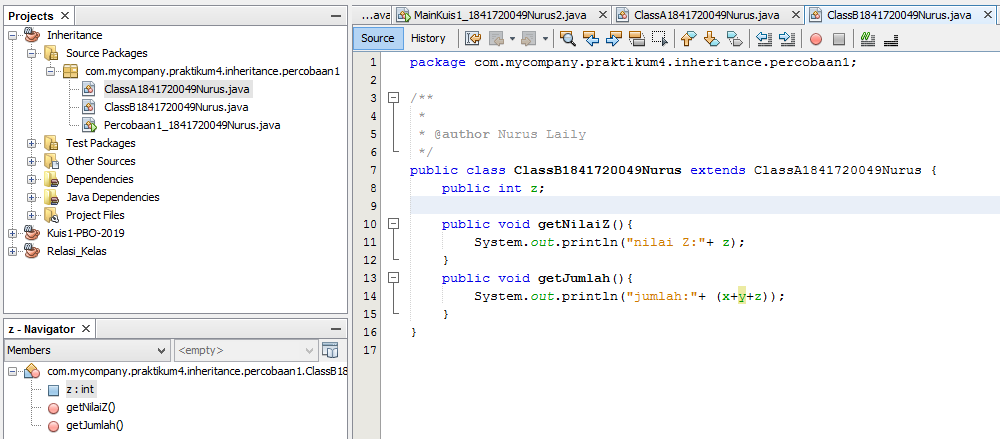 Projects
Inheritance
Source Packages
com.mycompany.praktikum4.inheritance.percobaan1
ClassA1841720049Nurus.java
ClassB1841720049Nurus.java
Percobaan1_1841720049Nurus.java
Test Packages
Other Sources
Dependencies
Java Dependencies
Project Files
Kuis1-PBO-2019
Relasi_Kelas
z - Navigator
Members
<empty>
com.mycompany.praktikum4.inheritance.percobaan1.ClassB18
z : int
getNilaiZ()
getJumlah()
...ava
MainKuis1_1841720049Nurus2.java
ClassA1841720049Nurus.java
ClassB1841720049Nurus.java
Source
History
1 package com.mycompany.praktikum4.inheritance.percobaan1;
2
3 /**
4 *
5 * @author Nurus Laily
6 */
7 public class ClassB1841720049Nurus extends ClassA1841720049Nurus {
8 public int z;
9
10 public void getNilaiZ(){
11 System.out.println("nilai Z:"+ z);
12 }
13 public void getJumlah(){
14 System.out.println("jumlah:"+ (x+y+z));
15 }
16 }
17